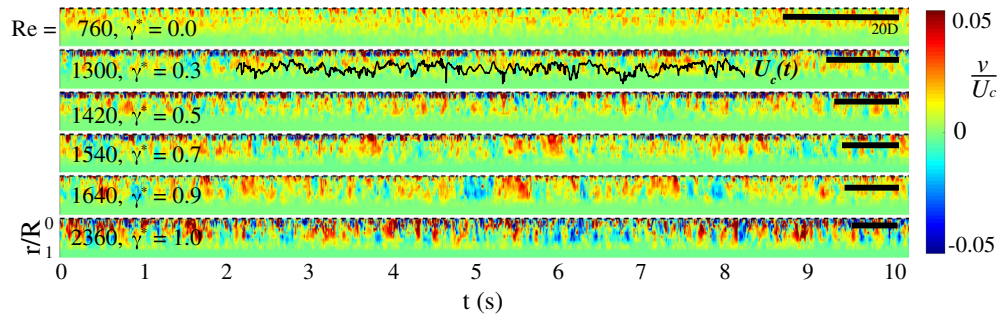 Re = 760, γ* = 0.0
20D
1300, γ* = 0.3
U_c(t)
1420, γ* = 0.5
1540, γ* = 0.7
1640, γ* = 0.9
2360, γ* = 1.0
r/R
0
1
0 1 2 3 4 5 6 7 8 9 10
t (s)
0.05
v
U_c
0
-0.05